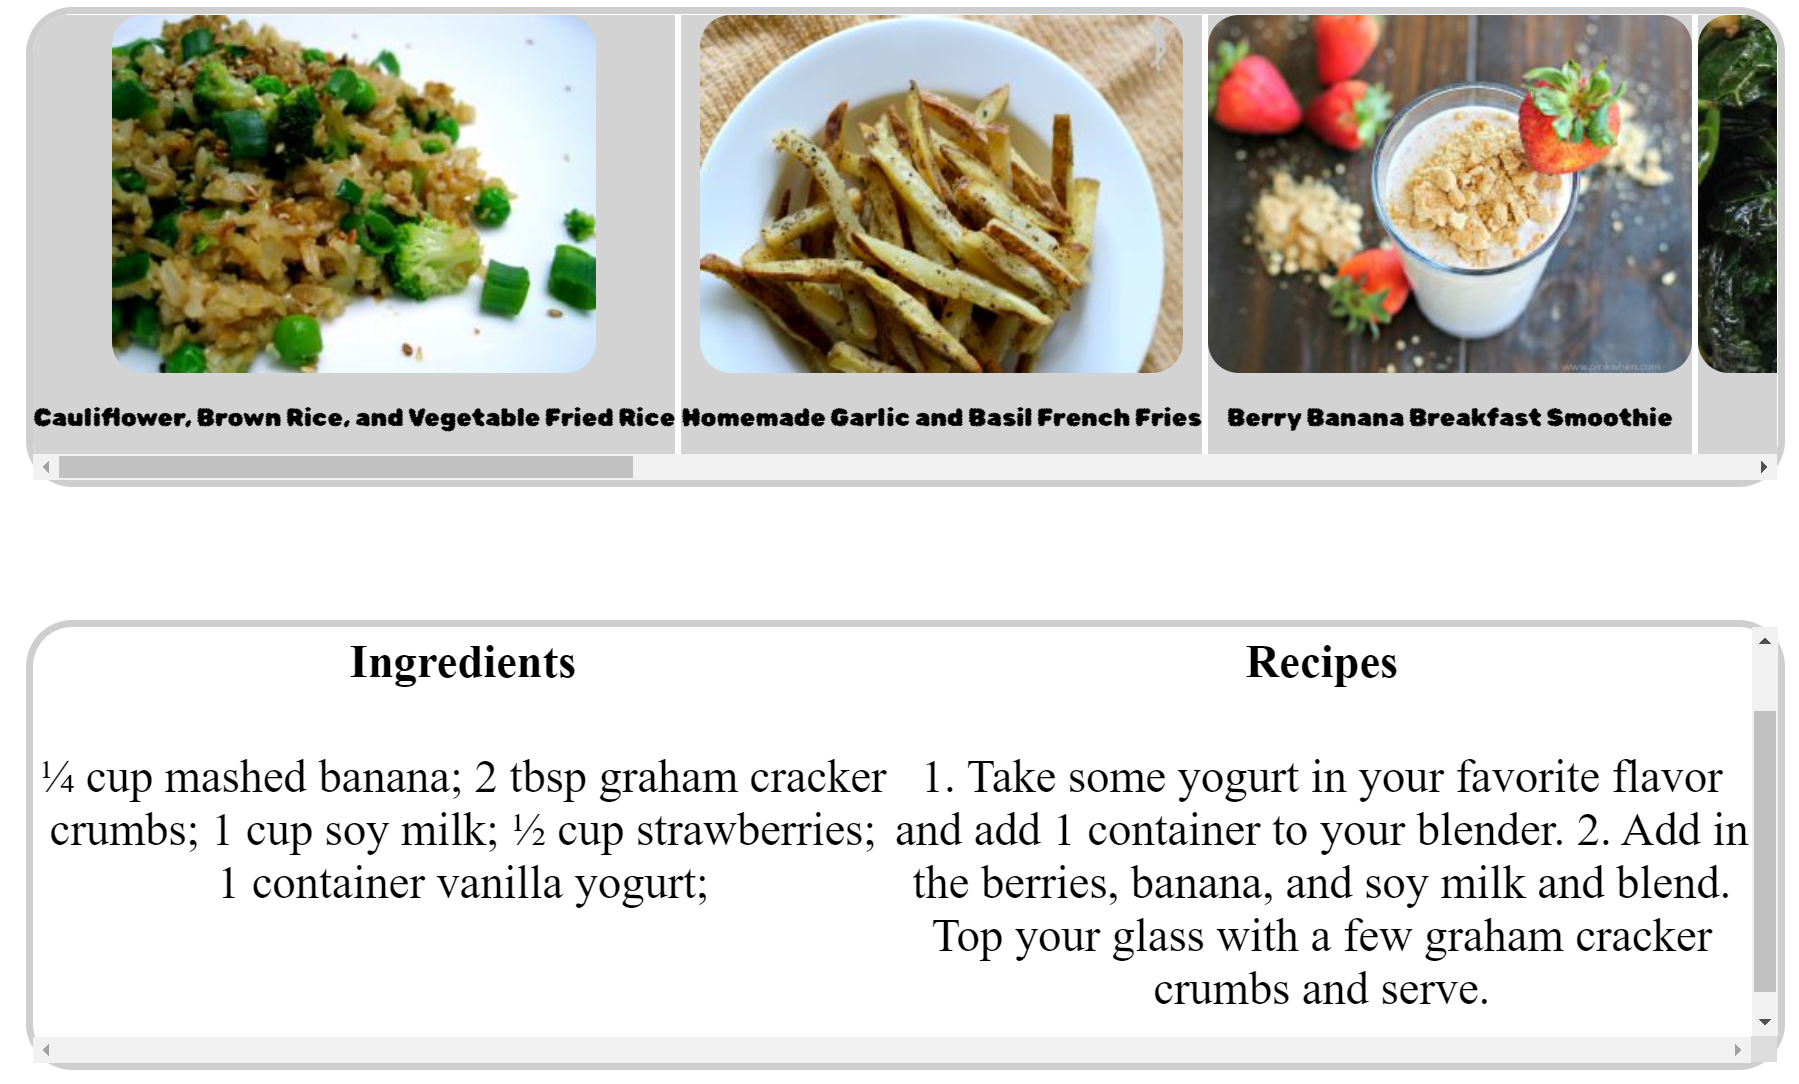 www.pinkwhen.com
Cauliflower, Brown Rice, and Vegetable Fried Rice
Homemade Garlic and Basil French Fries
Berry Banana Breakfast Smoothie
Ingredients
¼ cup mashed banana; 2 tbsp graham cracker
crumbs; 1 cup soy milk; ½ cup strawberries;
1 container vanilla yogurt;
Recipes
1. Take some yogurt in your favorite flavor
and add 1 container to your blender. 2. Add in
the berries, banana, and soy milk and blend.
Top your glass with a few graham cracker
crumbs and serve.